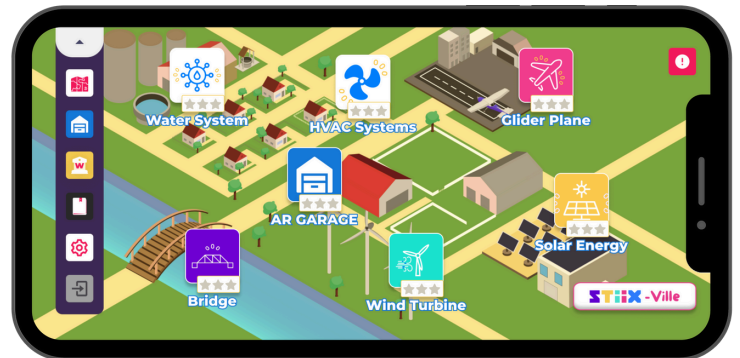 Water System
HVAC Systems
Glider Plane
W
AR GARAGE
Solar Energy
Bridge
Wind Turbine
STiiX-Ville